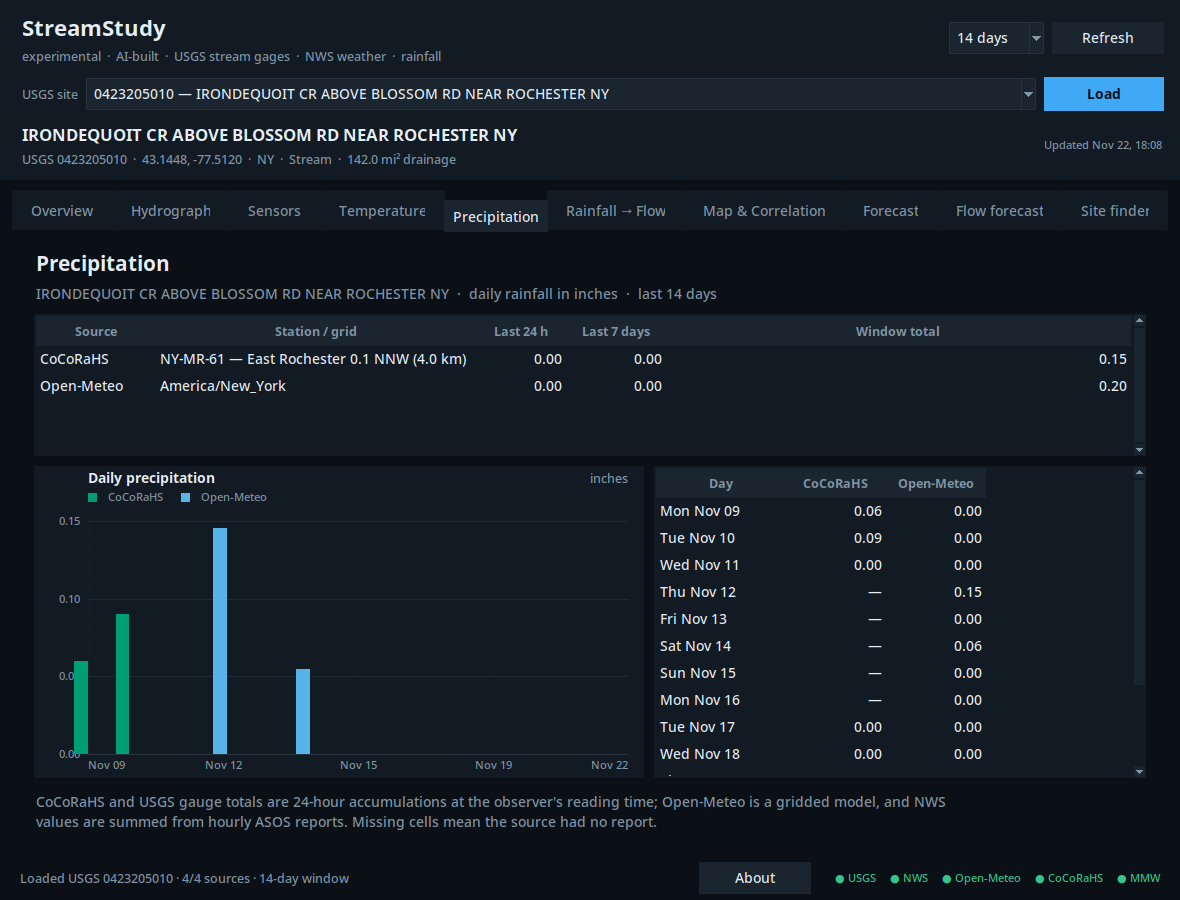 StreamStudy
14 days
Refresh
experimental · AI-built · USGS stream gages · NWS weather · rainfall
USGS site
0423205010 — IRONDEQUOIT CR ABOVE BLOSSOM RD NEAR ROCHESTER NY
Load
IRONDEQUOIT CR ABOVE BLOSSOM RD NEAR ROCHESTER NY
USGS 0423205010 · 43.1448, -77.5120 · NY · Stream · 142.0 mi² drainage
Updated Nov 22, 18:08
Overview Hydrograph Sensors Temperature Precipitation Rainfall → Flow Map & Correlation Forecast Flow forecast Site finder
Precipitation
IRONDEQUOIT CR ABOVE BLOSSOM RD NEAR ROCHESTER NY · daily rainfall in inches · last 14 days
Source Station / grid Last 24 h Last 7 days Window total
CoCoRaHS NY-MR-61 — East Rochester 0.1 NNW (4.0 km) 0.00 0.00 0.15
Open-Meteo America/New_York 0.00 0.00 0.20
Daily precipitation
inches
CoCoRaHS Open-Meteo
0.15
0.10
0.00
Nov 09 Nov 12 Nov 15 Nov 19 Nov 22
Day CoCoRaHS Open-Meteo
Mon Nov 09 0.06 0.00
Tue Nov 10 0.09 0.00
Wed Nov 11 0.00 0.00
Thu Nov 12 — 0.15
Fri Nov 13 — 0.00
Sat Nov 14 — 0.06
Sun Nov 15 — 0.00
Mon Nov 16 — 0.00
Tue Nov 17 0.00 0.00
Wed Nov 18 0.00 0.00
CoCoRaHS and USGS gauge totals are 24-hour accumulations at the observer's reading time; Open-Meteo is a gridded model, and NWS
values are summed from hourly ASOS reports. Missing cells mean the source had no report.
Loaded USGS 0423205010 · 4/4 sources · 14-day window
About
USGS NWS Open-Meteo CoCoRaHS MMW